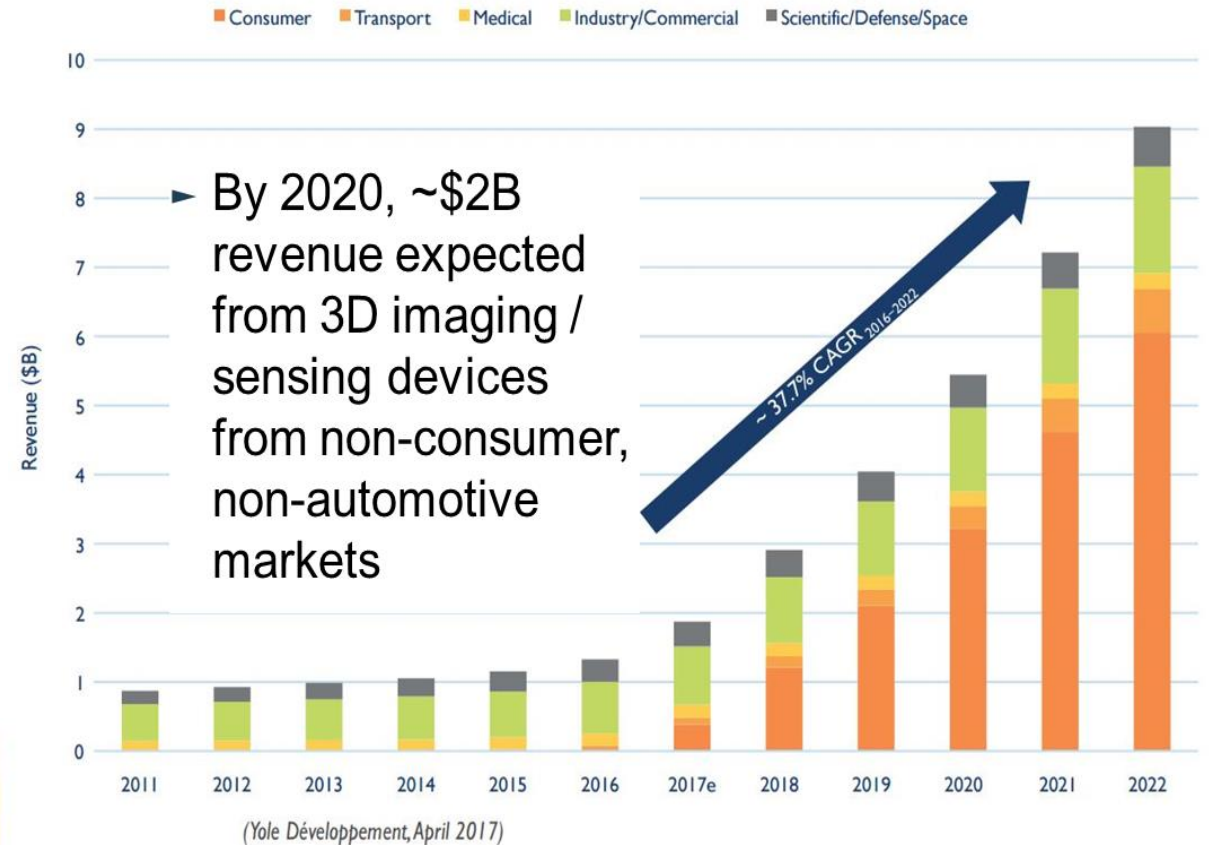 Consumer Transport Medical Industry/Commercial Scientific/Defense/Space
10
9
8
7
6
5
4
3
2
1
0
Revenue ($B)
► By 2020, ~$2B
revenue expected
from 3D imaging /
sensing devices
from non-consumer,
non-automotive
markets
~ 37.7% CAGR 2016-2022
2011 2012 2013 2014 2015 2016 2017e 2018 2019 2020 2021 2022
(Yole Développement, April 2017)